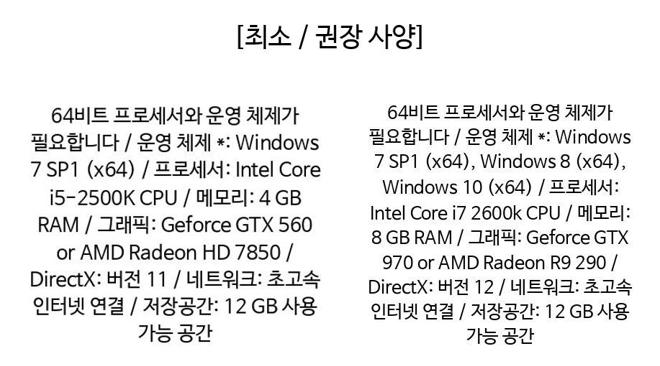 [최소 / 권장 사양]
64비트 프로세서와 운영 체제가
필요합니다 / 운영 체제 *: Windows
7 SP1 (x64) / 프로세서: Intel Core
i5-2500K CPU / 메모리: 4 GB
RAM / 그래픽: Geforce GTX 560
or AMD Radeon HD 7850 /
DirectX: 버전 11 / 네트워크: 초고속
인터넷 연결 / 저장공간: 12 GB 사용
가능 공간
64비트 프로세서와 운영 체제가
필요합니다 / 운영 체제 *: Windows
7 SP1 (x64), Windows 8 (x64),
Windows 10 (x64) / 프로세서:
Intel Core i7 2600k CPU / 메모리:
8 GB RAM / 그래픽: Geforce GTX
970 or AMD Radeon R9 290 /
DirectX: 버전 12 / 네트워크: 초고속
인터넷 연결 / 저장공간: 12 GB 사용
가능 공간